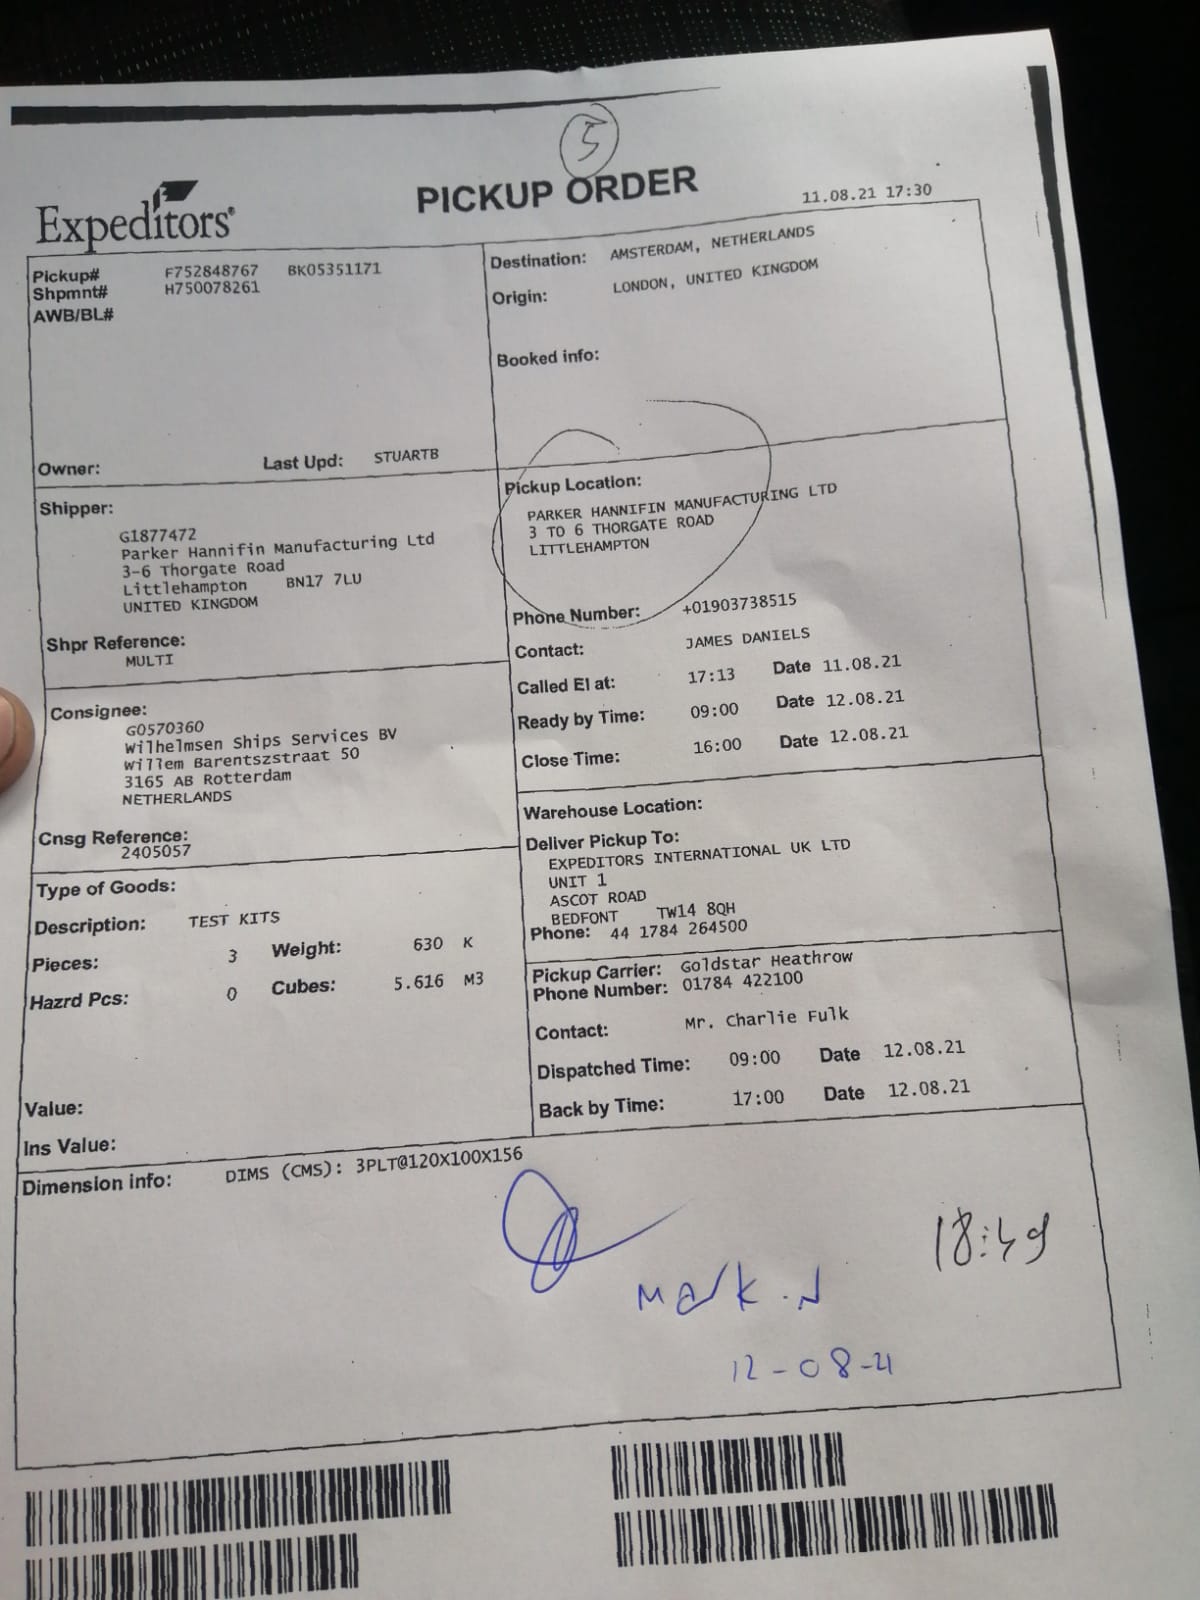 5
Expeditors®
PICKUP ORDER
11.08.21 17:30
Pickup# F752848767 BK05351171
Shpmnt# H750078261
AWB/BL#
Owner: Last Upd: STUARTB
Destination: AMSTERDAM, NETHERLANDS
Origin: LONDON, UNITED KINGDOM
Booked info:
Shipper:
G1877472
Parker Hannifin Manufacturing Ltd
3-6 Thorgate Road
Littlehampton BN17 7LU
UNITED KINGDOM
Shpr Reference:
MULTI
Pickup Location:
PARKER HANNIFIN MANUFACTURING LTD
3 TO 6 THORGATE ROAD
LITTLEHAMPTON
Phone Number: +01903738515
Contact: JAMES DANIELS
Called EI at: 17:13 Date 11.08.21
Ready by Time: 09:00 Date 12.08.21
Close Time: 16:00 Date 12.08.21
Consignee:
G0570360
Wilhelmsen Ships Services BV
Willem Barentszstraat 50
3165 AB Rotterdam
NETHERLANDS
Cnsg Reference:
2405057
Warehouse Location:
Deliver Pickup To:
EXPEDITORS INTERNATIONAL UK LTD
UNIT 1
ASCOT ROAD
BEDFONT TW14 8QH
Phone: 44 1784 264500
Type of Goods:
Description: TEST KITS
Pieces: 3 Weight: 630 K
Hazrd Pcs: 0 Cubes: 5.616 M3
Value:
Ins Value:
Pickup Carrier: Goldstar Heathrow
Phone Number: 01784 422100
Contact: Mr. Charlie Fulk
Dispatched Time: 09:00 Date 12.08.21
Back by Time: 17:00 Date 12.08.21
Dimension info: DIMS (CMS): 3PLT@120X100X156
Mark.N
12-08-21